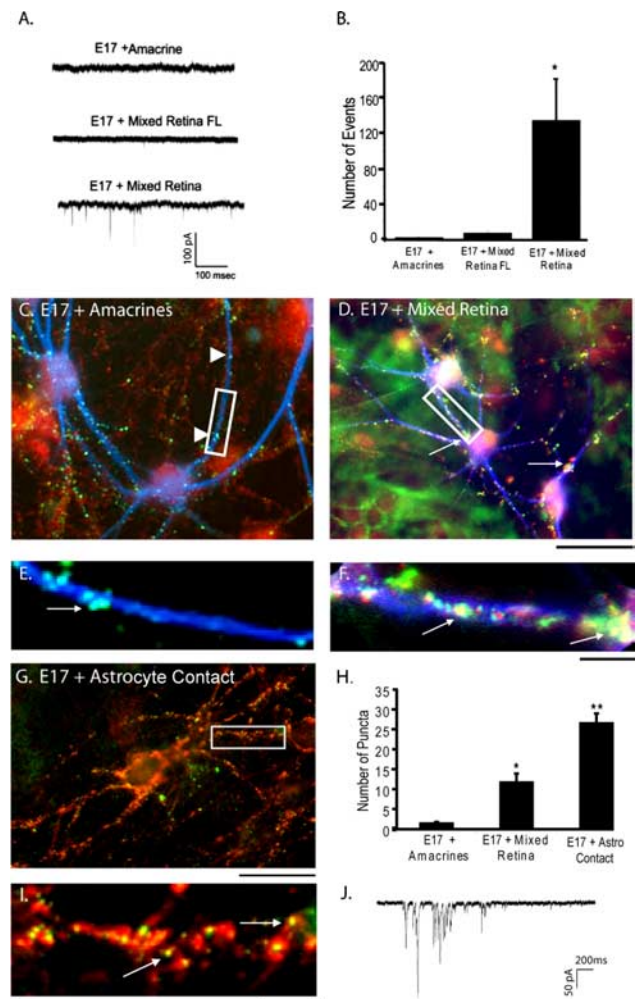 A.
E17 +Amacrine
E17 + Mixed Retina FL
E17 + Mixed Retina
100 pA
100 msec
B.
Number of Events
200
160
120
80
40
0
*
E17 + Amacrines
E17 + Mixed Retina FL
E17 + Mixed Retina
C. E17 + Amacrines
D. E17 + Mixed Retina
E.
F.
G. E17 + Astrocyte Contact
H.
Number of Puncta
35
30
25
20
15
10
5
0
*
**
E17 + Amacrines
E17 + Mixed Retina
E17 + Astro Contact
I.
J.
50 pA
200ms